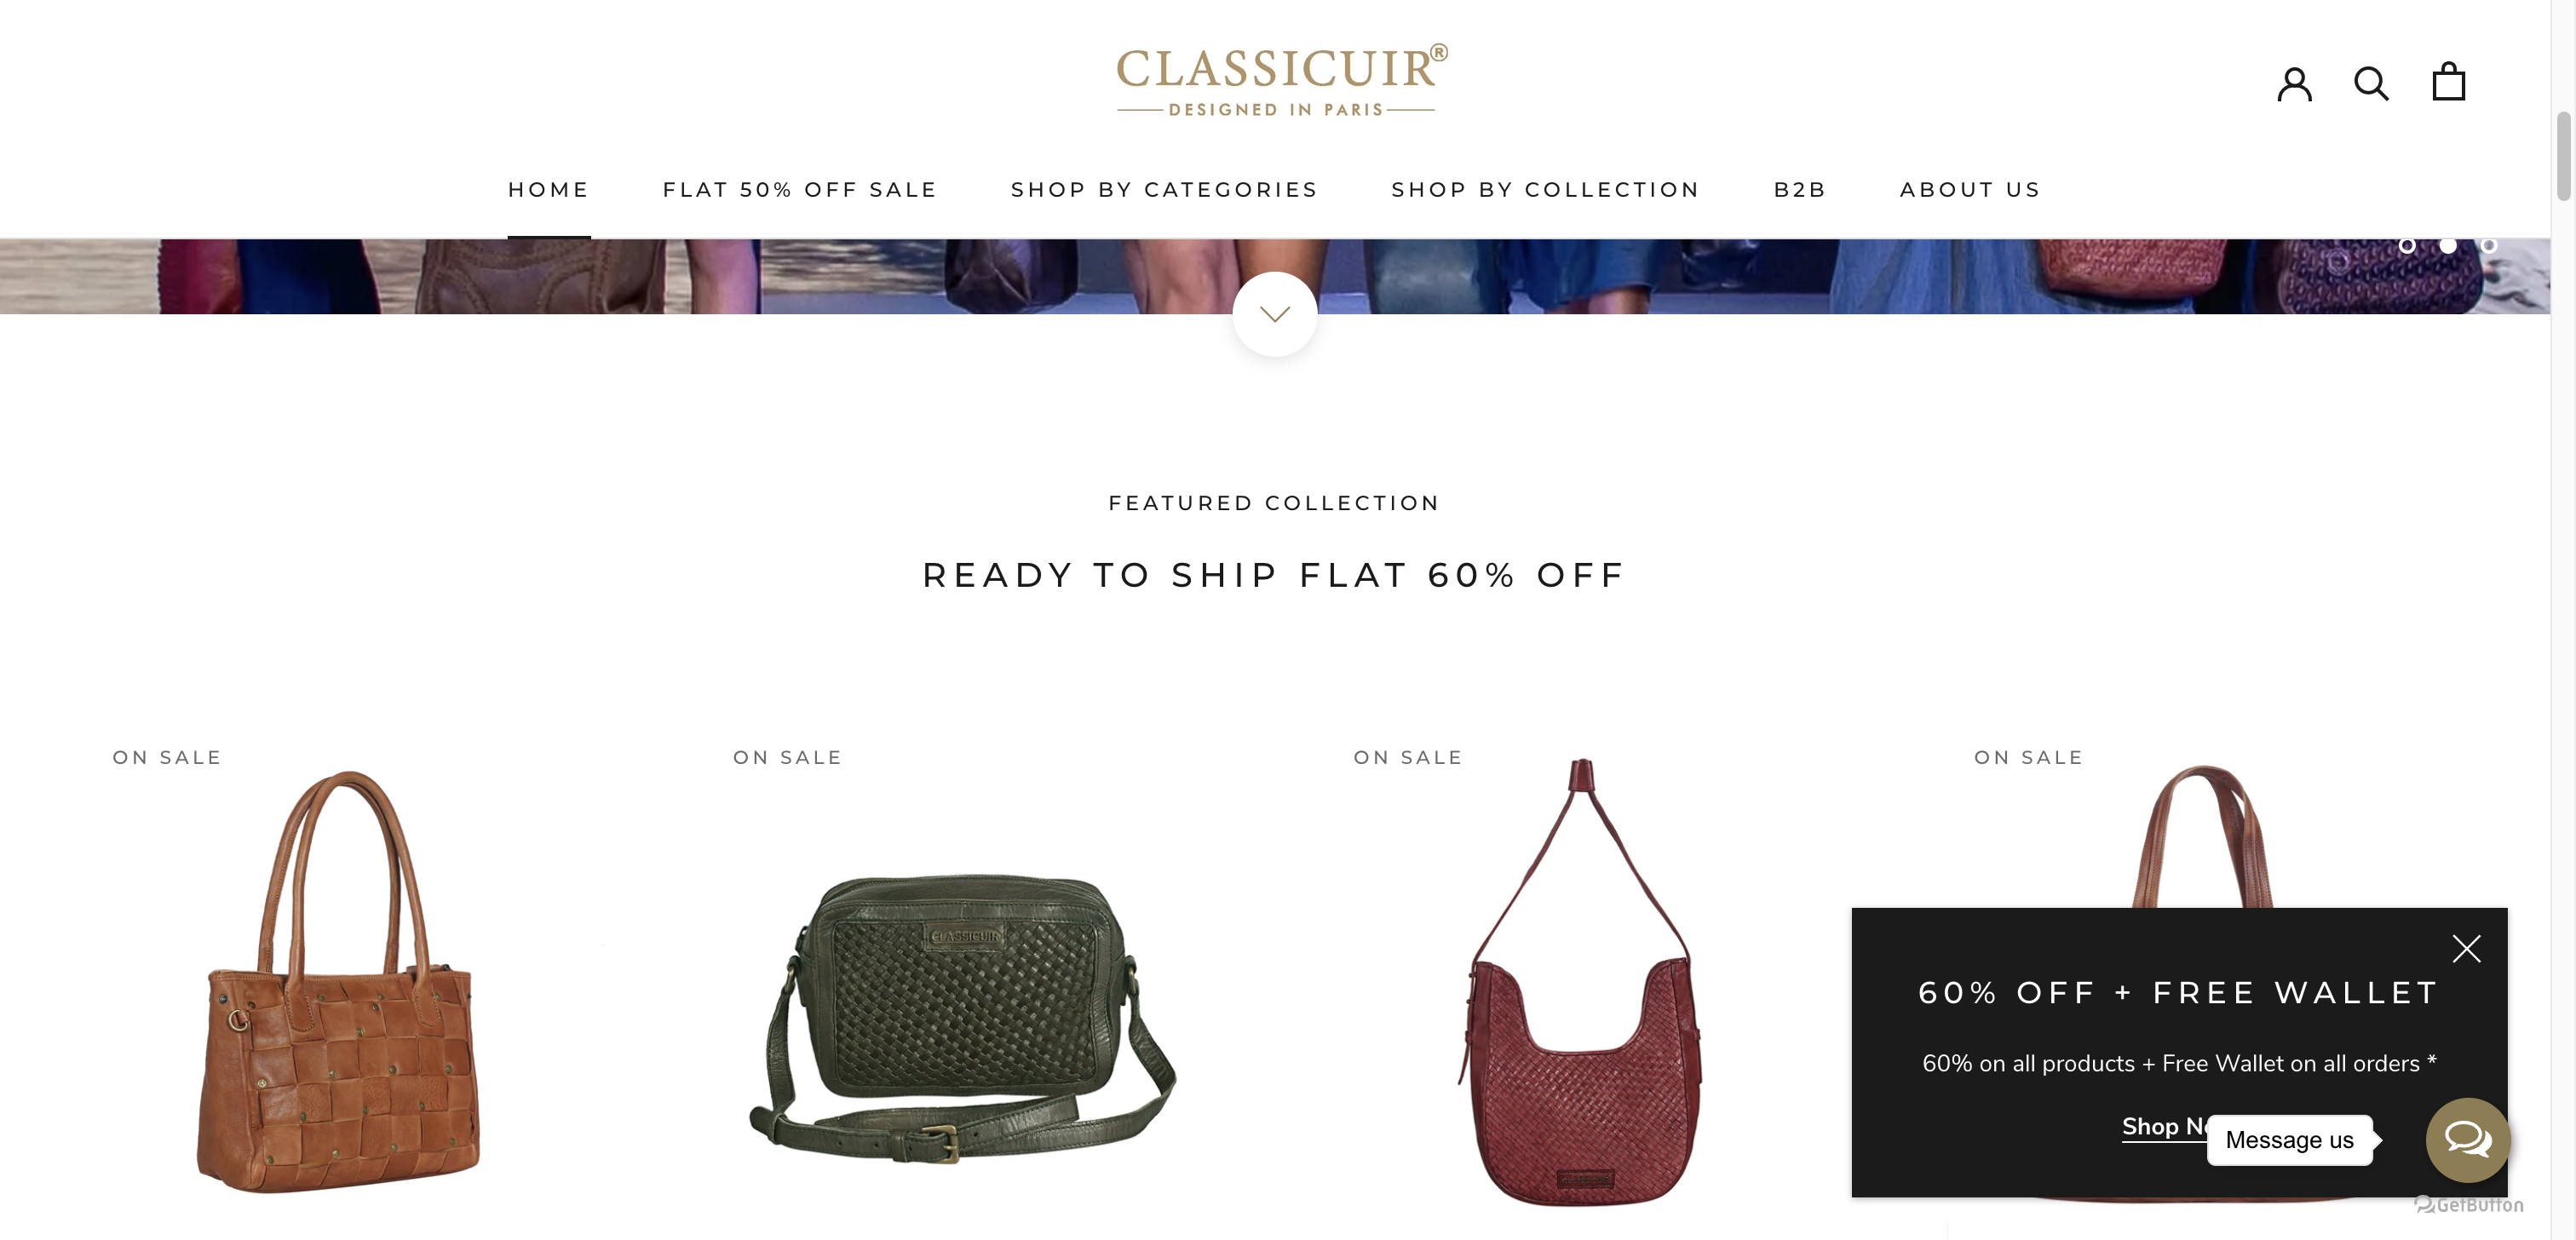 CLASSICUIR®
DESIGNED IN PARIS
HOME FLAT 50% OFF SALE SHOP BY CATEGORIES SHOP BY COLLECTION B2B ABOUT US
FEATURED COLLECTION
READY TO SHIP FLAT 60% OFF
ON SALE ON SALE ON SALE ON SALE
CLASSICUIR
60% OFF + FREE WALLET
60% on all products + Free Wallet on all orders *
Shop
Message us
GetButton